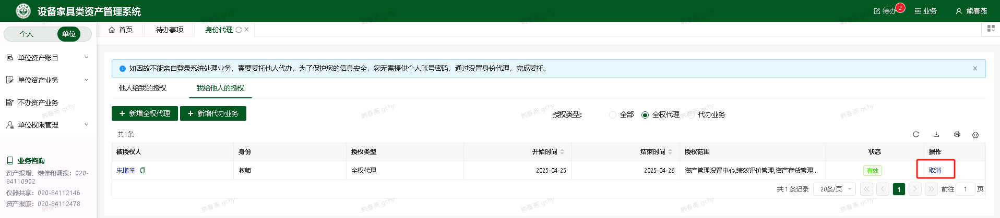 设备家具类资产管理系统
待办 2 业务 熊春燕
个人 单位
首页 待办事项 身份代理
单位资产账目
单位资产业务
不办资产业务
单位权限管理
业务咨询
资产报增、维修和调拨：020-
84110902
仪器共享：020-84112146
资产报废：020-84112478
如因故不能亲自登录系统处理业务，需要委托他人代办，为了保护您的信息安全，您无需提供个人账号密码，通过设置身份代理，完成委托。
他人给我的授权 我给他人的授权
+ 新增全权代理 + 新增代办业务 授权类型: 全部 全权代理 代办业务
共1条
被授权人 身份 授权类型 开始时间 结束时间 授权范围 状态 操作
朱鹏举 教师 全权代理 2025-04-25 2025-04-26 资产管理设置中心,绩效评价管理,资产存货管理... 有效 取消
共 1 条记录 20条/页 1 前往 1 页
熊春燕 gchy